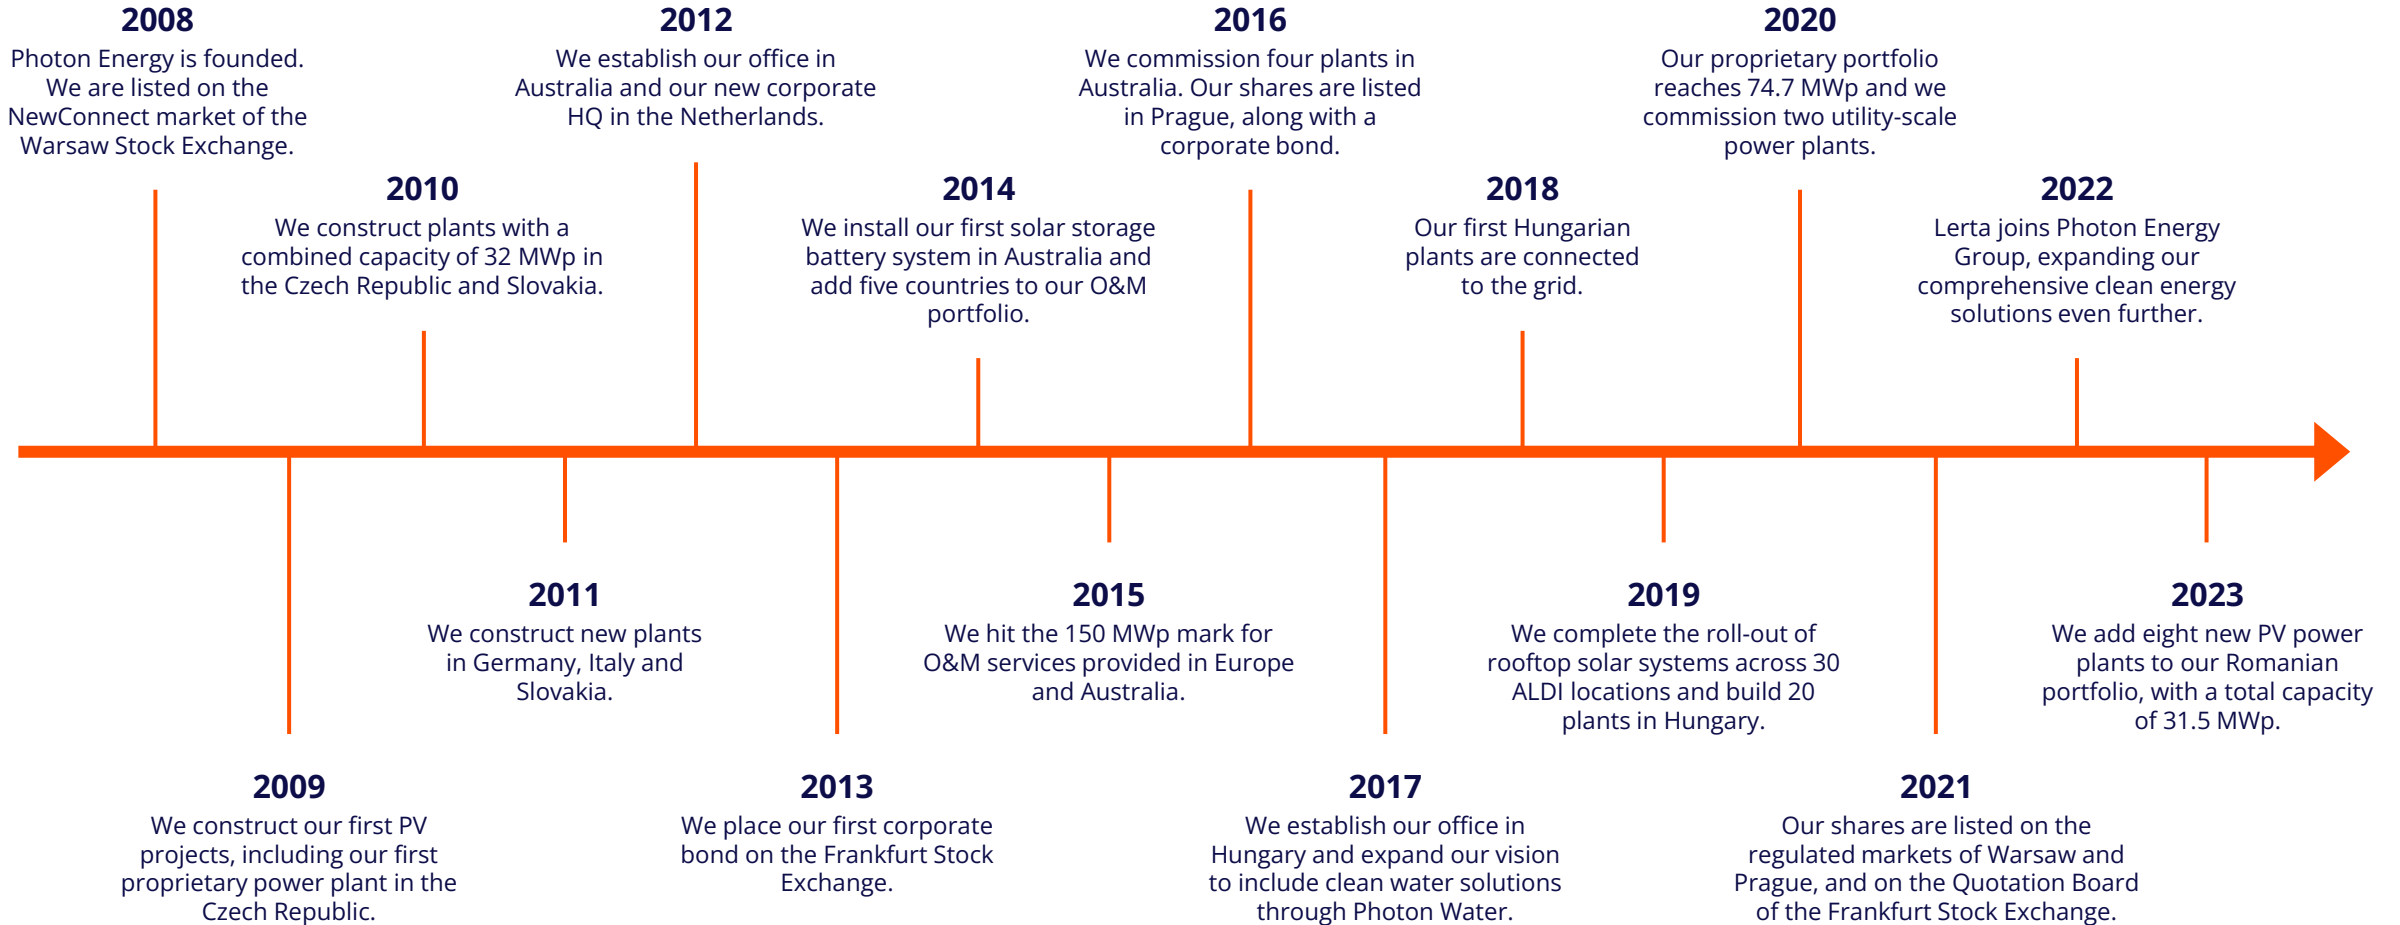 2008
Photon Energy is founded.
We are listed on the
NewConnect market of the
Warsaw Stock Exchange.
2009
We construct our first PV
projects, including our first
proprietary power plant in the
Czech Republic.
2010
We construct plants with a
combined capacity of 32 MWp in
the Czech Republic and Slovakia.
2011
We construct new plants
in Germany, Italy and
Slovakia.
2012
We establish our office in
Australia and our new corporate
HQ in the Netherlands.
2013
We place our first corporate
bond on the Frankfurt Stock
Exchange.
2014
We install our first solar storage
battery system in Australia and
add five countries to our O&M
portfolio.
2015
We hit the 150 MWp mark for
O&M services provided in Europe
and Australia.
2016
We commission four plants in
Australia. Our shares are listed
in Prague, along with a
corporate bond.
2017
We establish our office in
Hungary and expand our vision
to include clean water solutions
through Photon Water.
2018
Our first Hungarian
plants are connected
to the grid.
2019
We complete the roll-out of
rooftop solar systems across 30
ALDI locations and build 20
plants in Hungary.
2020
Our proprietary portfolio
reaches 74.7 MWp and we
commission two utility-scale
power plants.
2021
Our shares are listed on the
regulated markets of Warsaw and
Prague, and on the Quotation Board
of the Frankfurt Stock Exchange.
2022
Lerta joins Photon Energy
Group, expanding our
comprehensive clean energy
solutions even further.
2023
We add eight new PV power
plants to our Romanian
portfolio, with a total capacity
of 31.5 MWp.